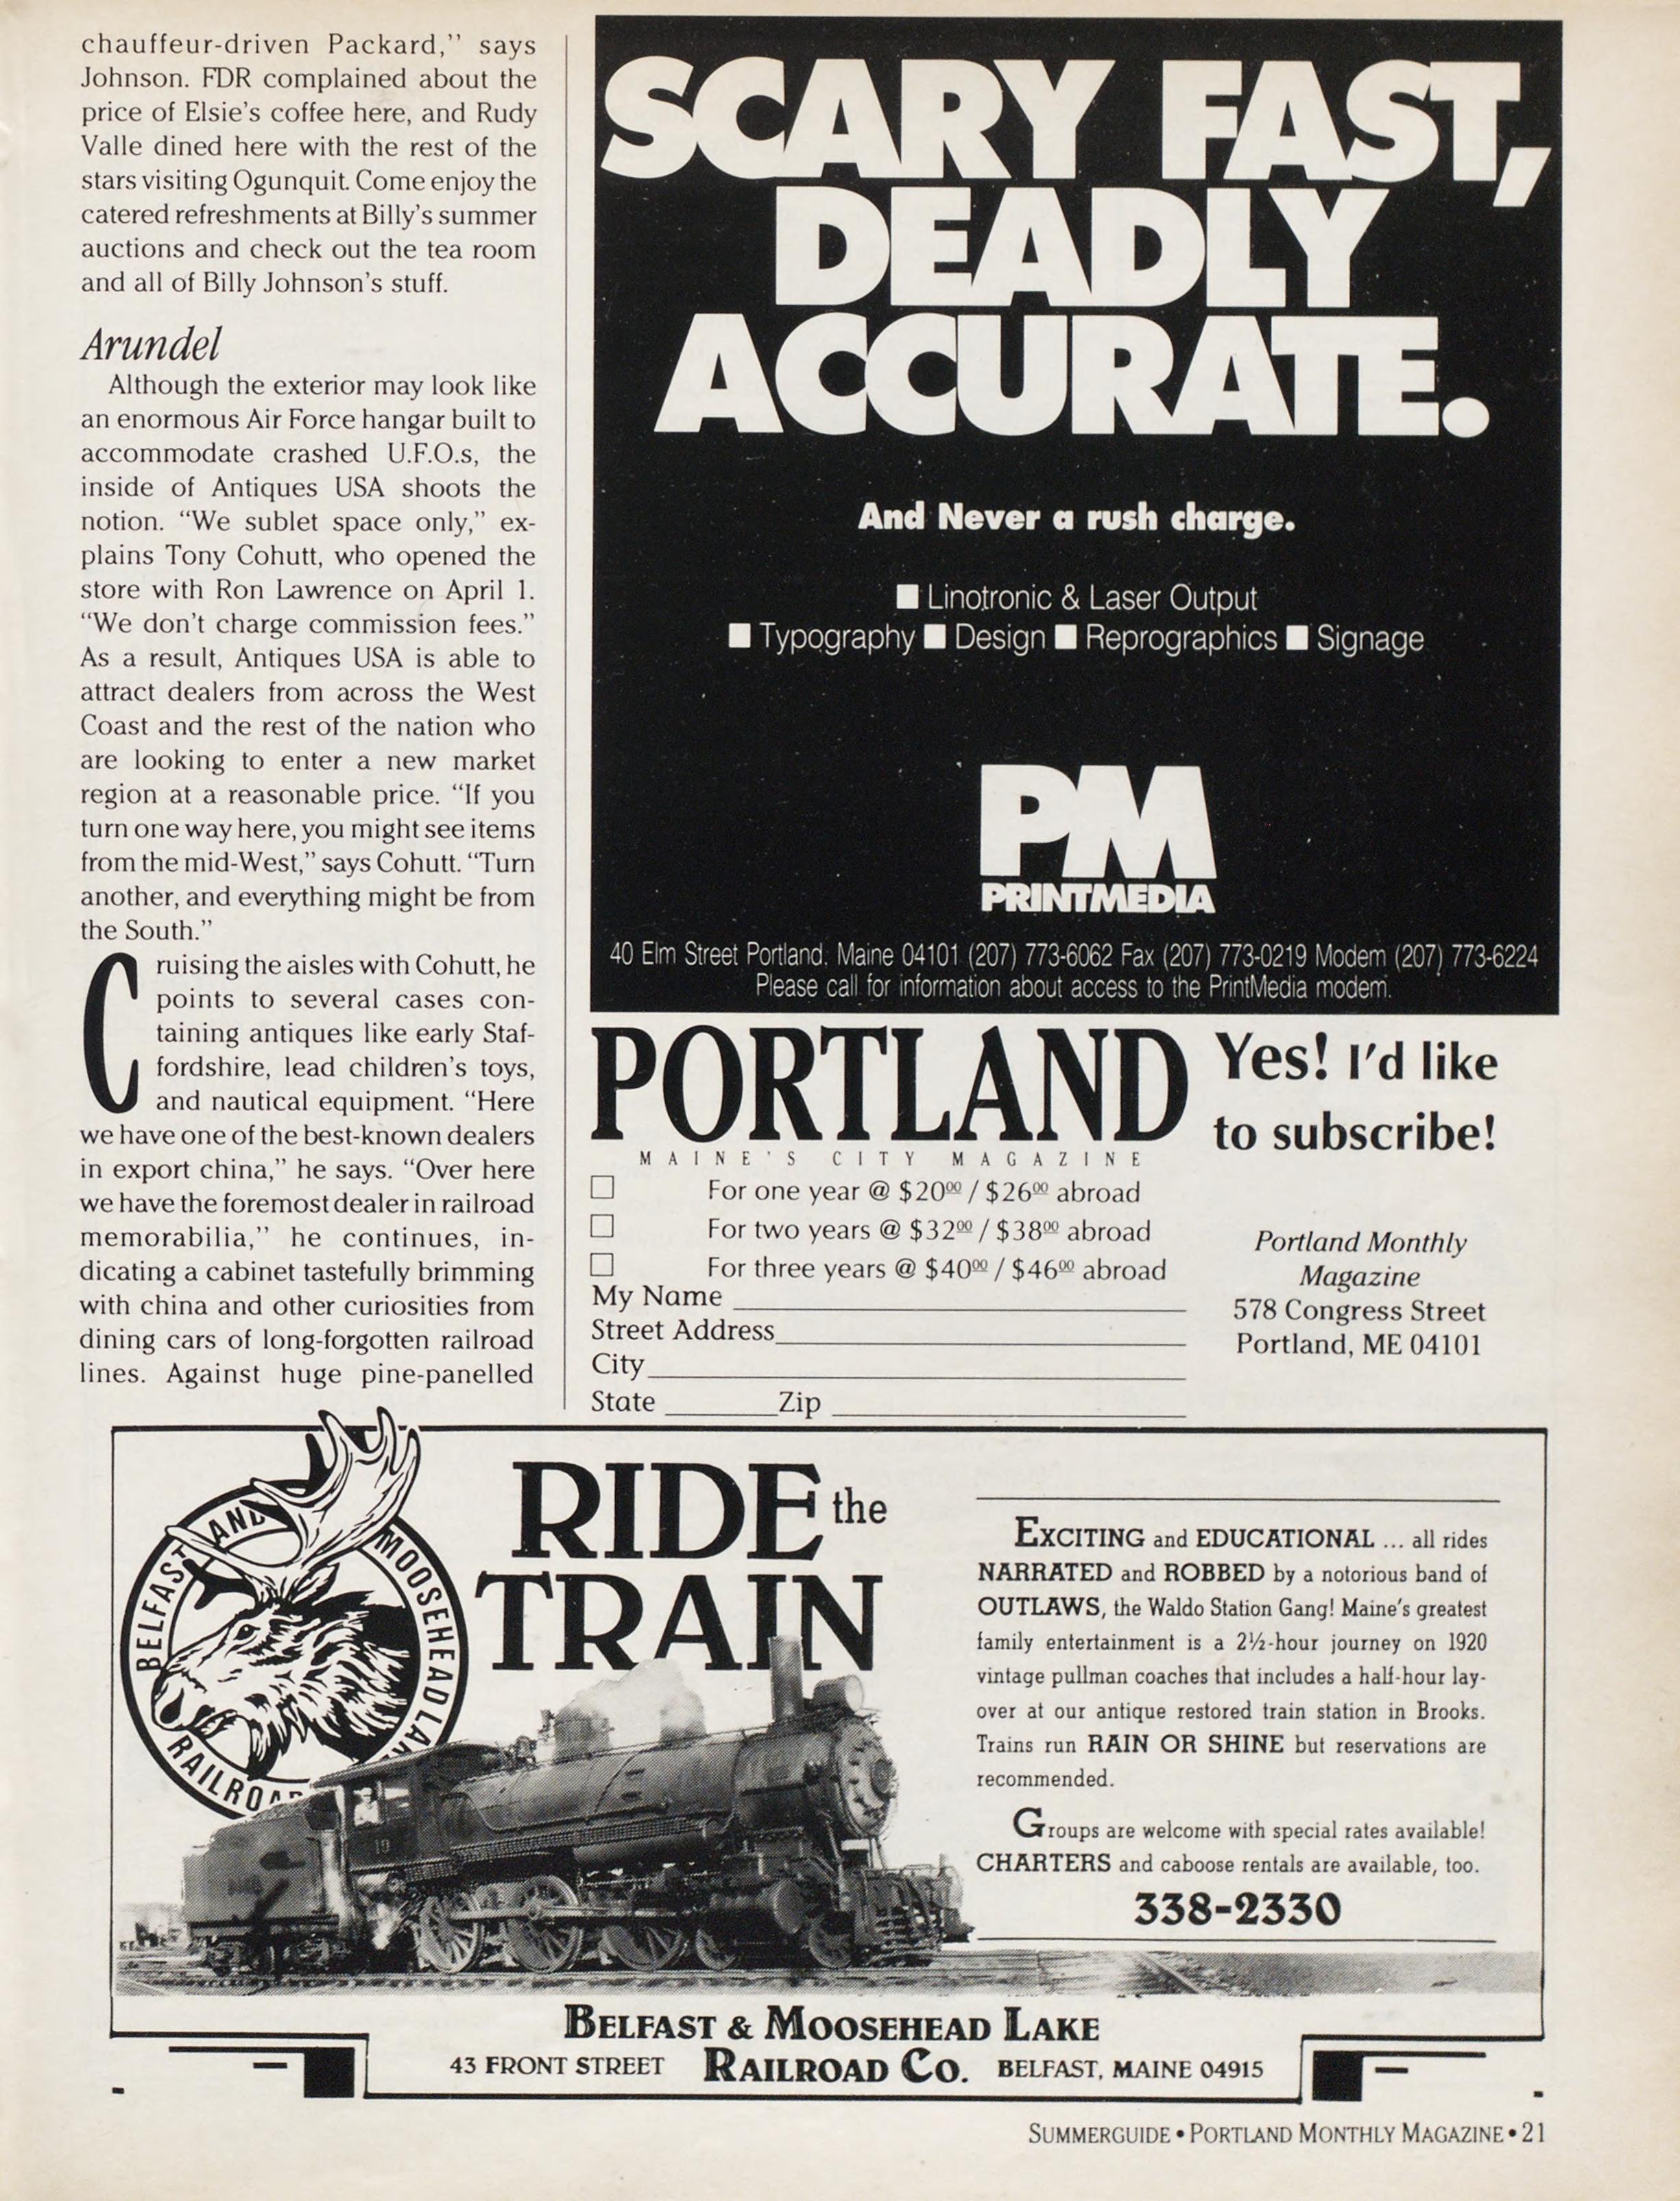 chauffeur-driven Packard,'' says
Johnson. FDR complained about the
price of Elsie's coffee here, and Rudy
Valle dined here with the rest of the
stars visiting Ogunquit. Come enjoy the
catered refreshments at Billy's summer
auctions and check out the tea room
and all of Billy Johnson's stuff.
Arundel
Although the exterior may look like
an enormous Air Force hangar built to
accommodate crashed U.F.O.s, the
inside of Antiques USA shoots the
notion. “We sublet space only,” ex-
plains Tony Cohutt, who opened the
store with Ron Lawrence on April 1.
“We don't charge commission fees.”
As a result, Antiques USA is able to
attract dealers from across the West
Coast and the rest of the nation who
are looking to enter a new market
region at a reasonable price. “If you
turn one way here, you might see items
from the mid-West,” says Cohutt. “Turn
another, and everything might be from
the South.”
Cruising the aisles with Cohutt, he
points to several cases con-
taining antiques like early Staf-
fordshire, lead children's toys,
and nautical equipment. “Here
we have one of the best-known dealers
in export china,” he says. “Over here
we have the foremost dealer in railroad
memorabilia,” he continues, in-
dicating a cabinet tastefully brimming
with china and other curiosities from
dining cars of long-forgotten railroad
lines. Against huge pine-panelled
SCARY FAST,
DEADLY
ACCURATE.
And Never a rush charge.
■ Linotronic & Laser Output
■ Typography ■ Design ■ Reprographics ■ Signage
PM
PRINTMEDIA
40 Elm Street Portland, Maine 04101 (207) 773-6062 Fax (207) 773-0219 Modem (207) 773-6224
Please call for information about access to the PrintMedia modem.
PORTLAND
MAINE'S CITY MAGAZINE
Yes! I'd like
to subscribe!
☐ For one year @ $20⁰⁰ / $26⁰⁰ abroad
☐ For two years @ $32⁰⁰ / $38⁰⁰ abroad
☐ For three years @ $40⁰⁰ / $46⁰⁰ abroad
My Name
Street Address
City
State Zip
Portland Monthly
Magazine
578 Congress Street
Portland, ME 04101
BELFAST AND MOOSEHEAD LAKE
RAILROAD
RIDE the
TRAIN
19
EXCITING and EDUCATIONAL ... all rides
NARRATED and ROBBED by a notorious band of
OUTLAWS, the Waldo Station Gang! Maine's greatest
family entertainment is a 2½-hour journey on 1920
vintage pullman coaches that includes a half-hour lay-
over at our antique restored train station in Brooks.
Trains run RAIN OR SHINE but reservations are
recommended.
Groups are welcome with special rates available!
CHARTERS and caboose rentals are available, too.
338-2330
BELFAST & MOOSEHEAD LAKE
43 FRONT STREET RAILROAD CO. BELFAST, MAINE 04915
SUMMERGUIDE • PORTLAND MONTHLY MAGAZINE • 21